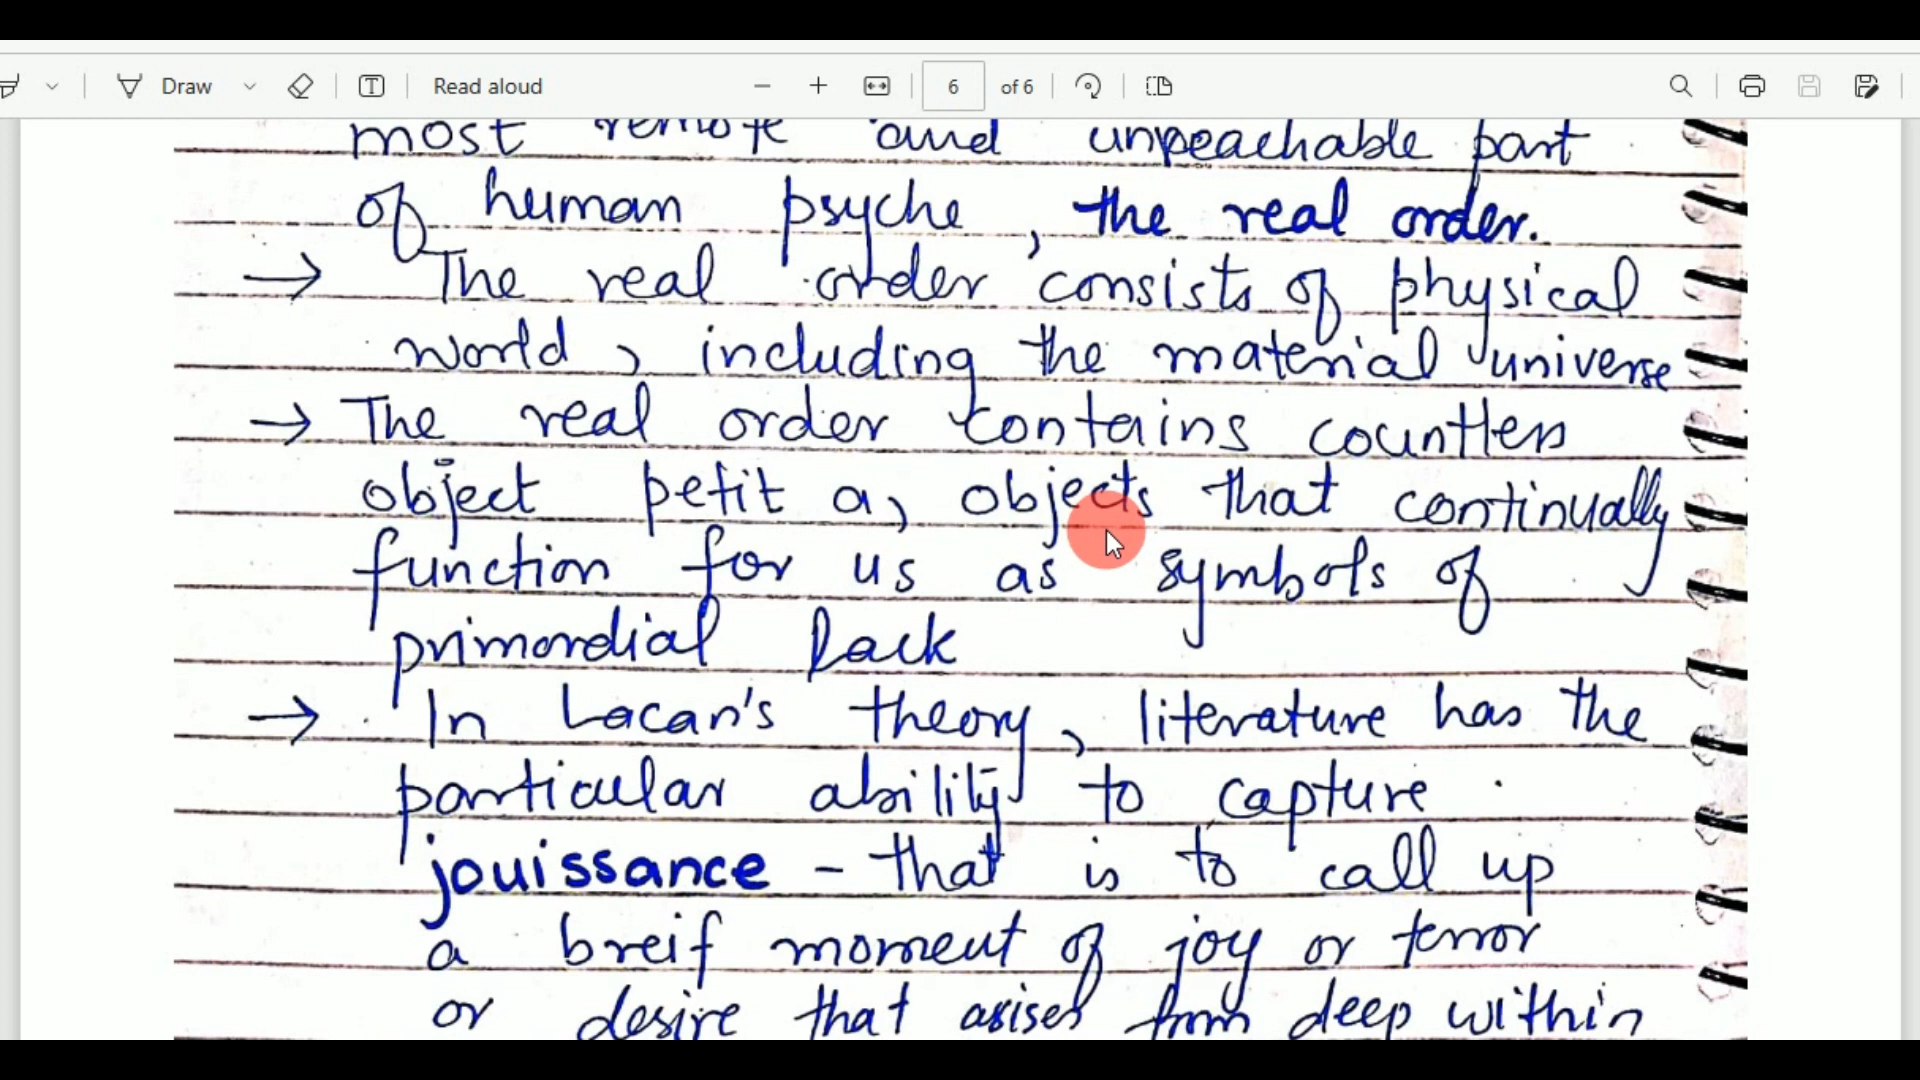 Draw
Read aloud
6 of 6
most remote and unpeachable part
of human psyche, the real order.
→ The real order consists of physical
world, including the material universe
→ The real order contains countless
object petit a, objects that continually
function for us as symbols of
primordial lack
→ In Lacan's theory, literature has the
particular ability to capture
jouissance - that is to call up
a breif moment of joy or terror
or desire that arises from deep within